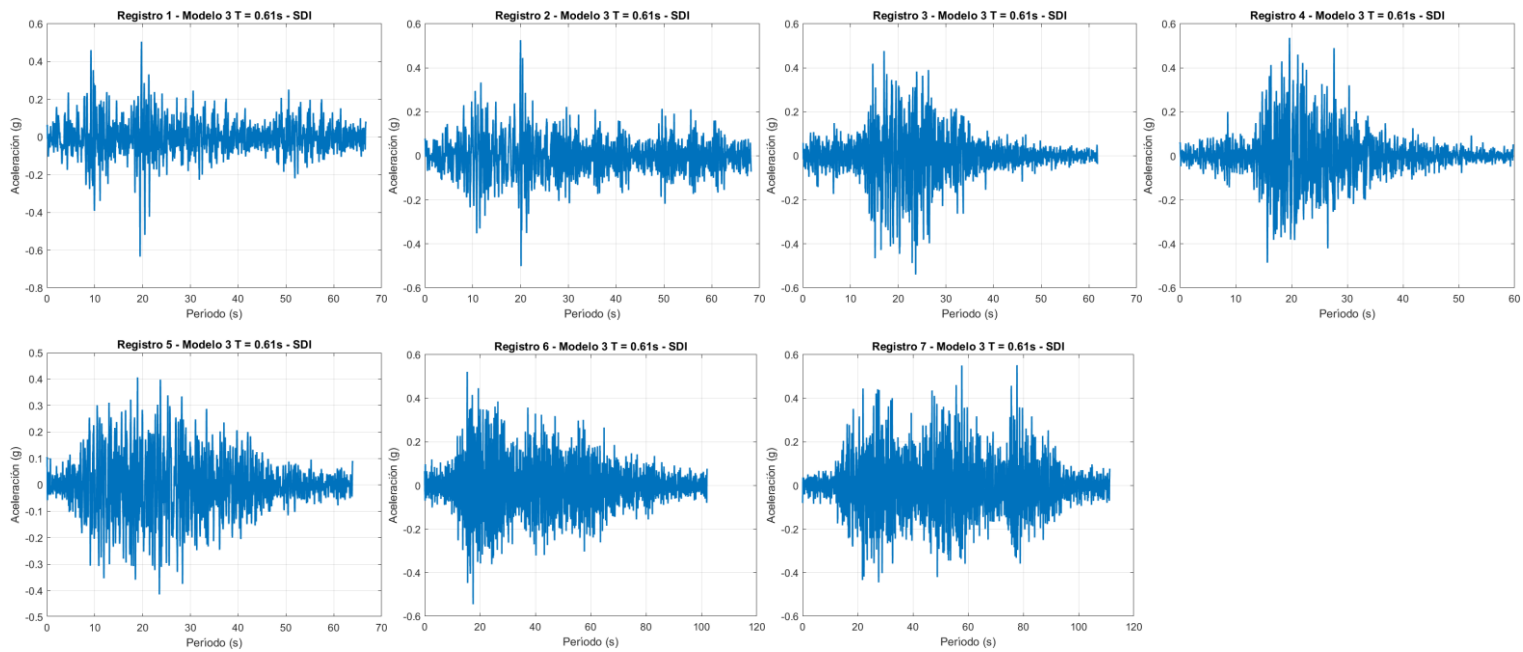 Registro 1 - Modelo 3 T = 0.61s - SDI
Aceleración (g)
0.6
0.4
0.2
0
-0.2
-0.4
-0.6
-0.8
0 10 20 30 40 50 60 70
Periodo (s)
Registro 2 - Modelo 3 T = 0.61s - SDI
Aceleración (g)
0.6
0.4
0.2
0
-0.2
-0.4
-0.6
0 10 20 30 40 50 60 70
Periodo (s)
Registro 3 - Modelo 3 T = 0.61s - SDI
Aceleración (g)
0.6
0.4
0.2
0
-0.2
-0.4
-0.6
0 10 20 30 40 50 60 70
Periodo (s)
Registro 4 - Modelo 3 T = 0.61s - SDI
Aceleración (g)
0.6
0.4
0.2
0
-0.2
-0.4
-0.6
0 10 20 30 40 50 60
Periodo (s)
Registro 5 - Modelo 3 T = 0.61s - SDI
Aceleración (g)
0.5
0.4
0.3
0.2
0.1
0
-0.1
-0.2
-0.3
-0.4
-0.5
0 10 20 30 40 50 60 70
Periodo (s)
Registro 6 - Modelo 3 T = 0.61s - SDI
Aceleración (g)
0.6
0.4
0.2
0
-0.2
-0.4
-0.6
0 20 40 60 80 100 120
Periodo (s)
Registro 7 - Modelo 3 T = 0.61s - SDI
Aceleración (g)
0.6
0.4
0.2
0
-0.2
-0.4
-0.6
0 20 40 60 80 100 120
Periodo (s)